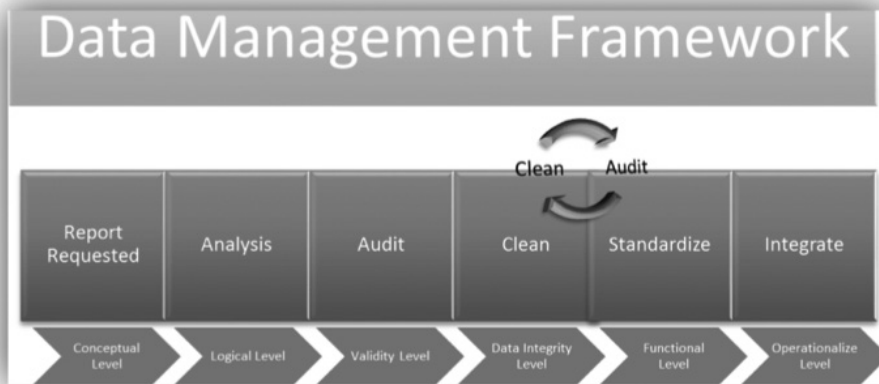 Data Management Framework
Clean Audit
Report
Requested
Analysis
Audit
Clean
Standardize
Integrate
Conceptual
Level
Logical Level
Validity Level
Data Integrity
Level
Functional
Level
Operationalize
Level